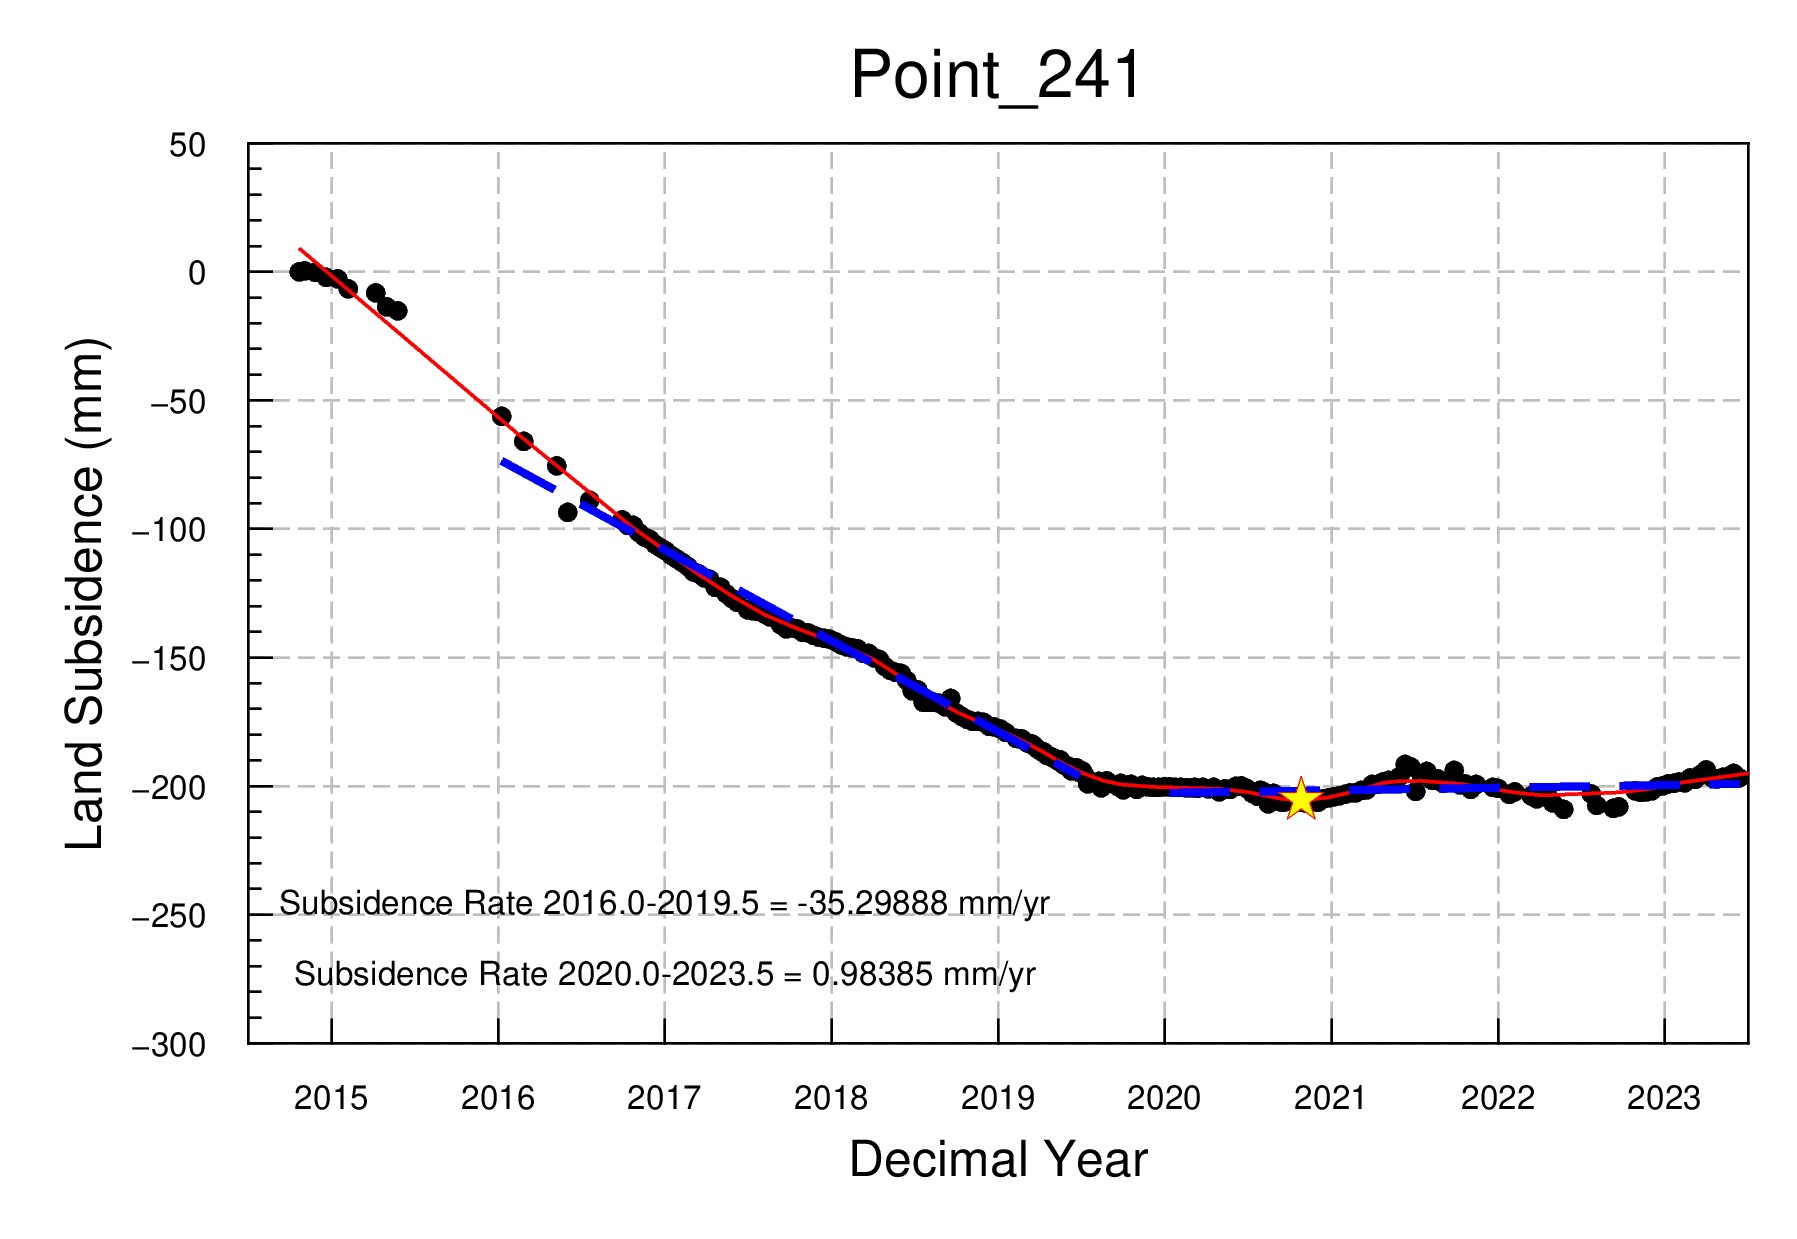 Point_241
50
0
−50
−100
−150
−200
−250
−300
Land Subsidence (mm)
Subsidence Rate 2016.0-2019.5 = -35.29888 mm/yr
Subsidence Rate 2020.0-2023.5 = 0.98385 mm/yr
2015 2016 2017 2018 2019 2020 2021 2022 2023
Decimal Year